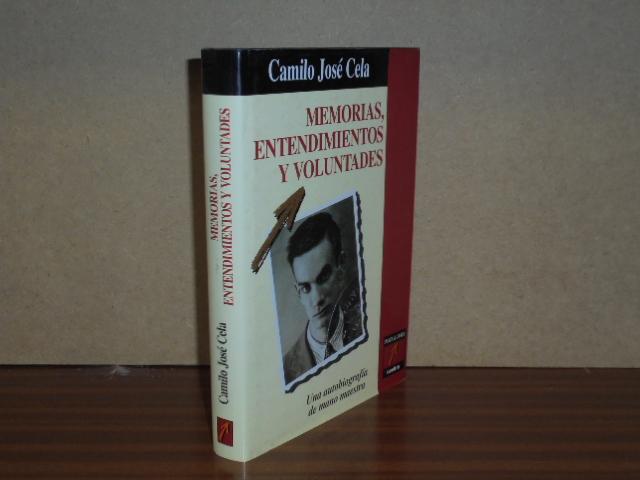 Camilo José Cela
MEMORIAS,
ENTENDIMIENTOS
Y VOLUNTADES
Una autobiografía
de mano maestra
Camilo José Cela
MEMORIAS,
ENTENDIMIENTOS Y VOLUNTADES